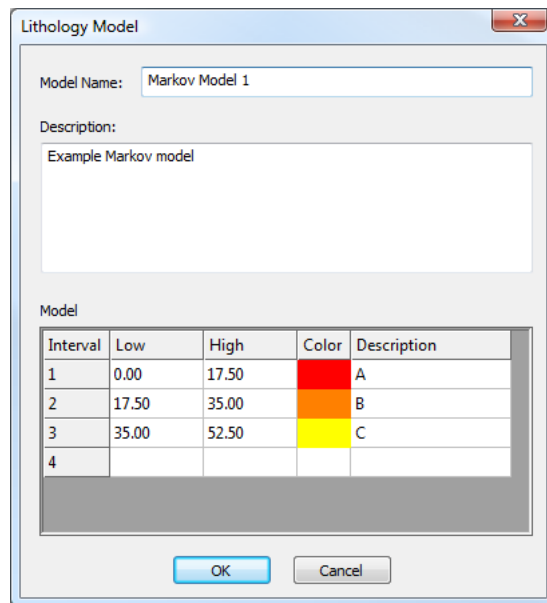 Lithology Model
Model Name: Markov Model 1
Description:
Example Markov model
Model
Interval Low High Color Description
1 0.00 17.50 A
2 17.50 35.00 B
3 35.00 52.50 C
4
OK Cancel